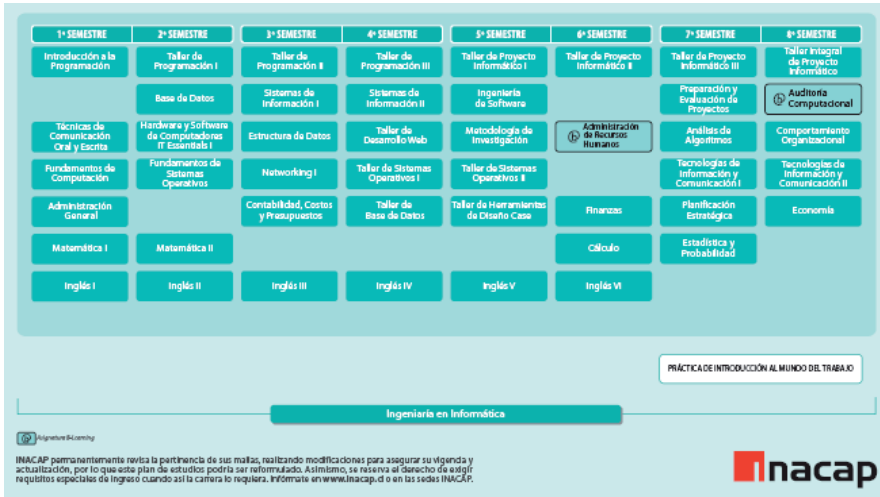 1er SEMESTRE
2º SEMESTRE
3er SEMESTRE
4º SEMESTRE
5º SEMESTRE
6º SEMESTRE
7º SEMESTRE
8º SEMESTRE
Introducción a la
Programación
Taller de
Programación I
Taller de
Programación II
Taller de
Programación III
Taller de Proyecto
Informático I
Taller de Proyecto
Informático II
Taller de Proyecto
Informático III
Taller Integral
de Proyecto
Informático
Base de Datos
Sistemas de
Información I
Sistemas de
Información II
Ingeniería
de Software
Preparación y
Evaluación de
Proyectos
b Auditoría
Computacional
Técnicas de
Comunicación
Oral y Escrita
Hardware y Software
de Computadores
IT Essentials I
Estructura de Datos
Taller de
Desarrollo Web
Metodología de
Investigación
b Administración
de Recursos
Humanos
Análisis de
Algoritmos
Comportamiento
Organizacional
Fundamentos de
Computación
Fundamentos de
Sistemas
Operativos
Networking I
Taller de Sistemas
Operativos I
Taller de Sistemas
Operativos II
Tecnologías de
Información y
Comunicación I
Tecnologías de
Información y
Comunicación II
Administración
General
Contabilidad, Costos
y Presupuestos
Taller de
Base de Datos
Taller de Herramientas
de Diseño Case
Finanzas
Planificación
Estratégica
Economía
Matemática I
Matemática II
Cálculo
Estadística y
Probabilidad
Inglés I
Inglés II
Inglés III
Inglés IV
Inglés V
Inglés VI
PRÁCTICA DE INTRODUCCIÓN AL MUNDO DEL TRABAJO
Ingeniaría en Informática
b Asignatura B-Learning
INACAP permanentemente revisa la pertinencia de sus mallas, realizando modificaciones para asegurar su vigencia y
actualización, por lo que este plan de estudios podría ser reformulado. Asimismo, se reserva el derecho de exigir
requisitos especiales de ingreso cuando así la carrera lo requiera. Infórmate en www.inacap.cl o en las sedes INACAP.
Inacap